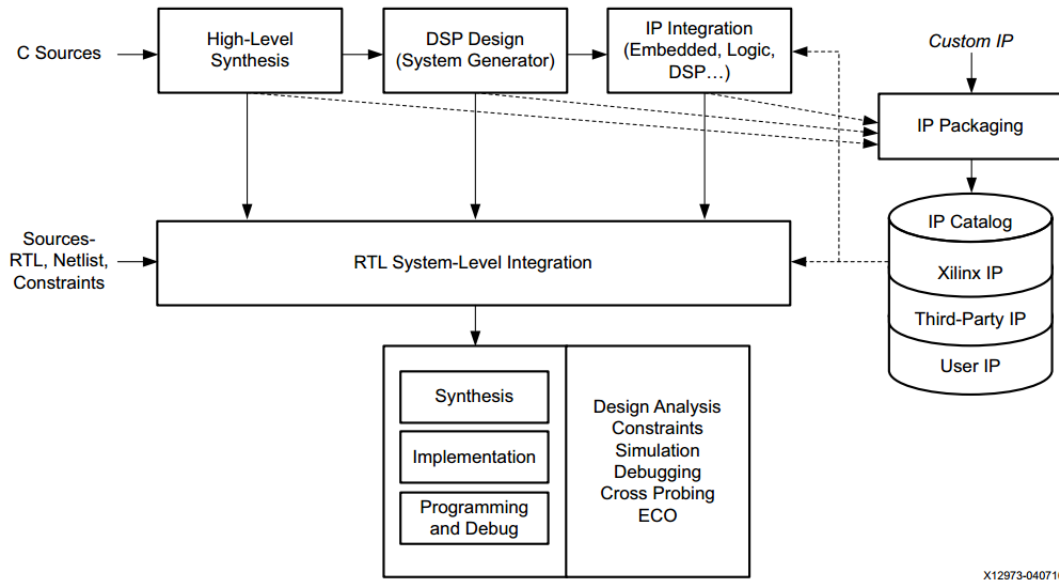 C Sources
High-Level
Synthesis
DSP Design
(System Generator)
IP Integration
(Embedded, Logic,
DSP…)
Custom IP
IP Packaging
IP Catalog
Xilinx IP
Third-Party IP
User IP
Sources-
RTL, Netlist,
Constraints
RTL System-Level Integration
Synthesis
Implementation
Programming
and Debug
Design Analysis
Constraints
Simulation
Debugging
Cross Probing
ECO
X12973-040716